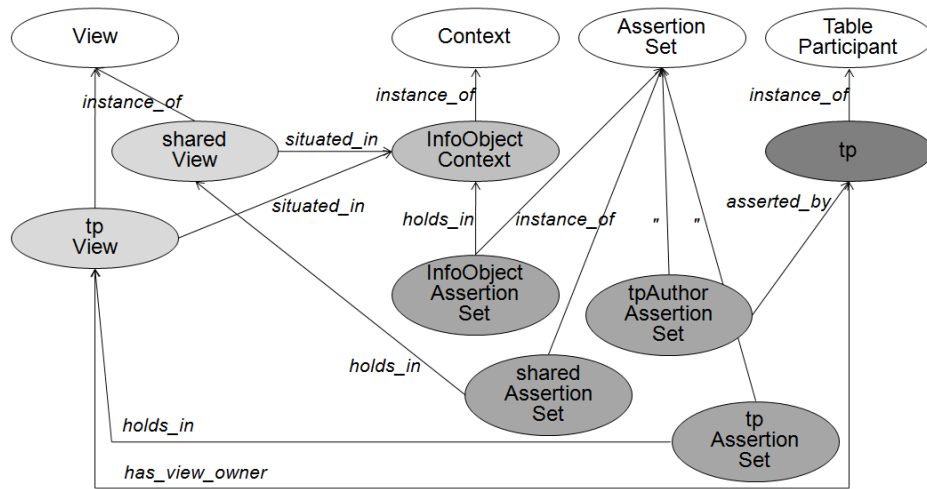 View
Context
Assertion
Set
Table
Participant
instance_of
instance_of
instance_of
shared
View
situated_in
InfoObject
Context
tp
situated_in
asserted_by
tp
View
holds_in
instance_of
"
"
InfoObject
Assertion
Set
tpAuthor
Assertion
Set
holds_in
shared
Assertion
Set
holds_in
tp
Assertion
Set
has_view_owner